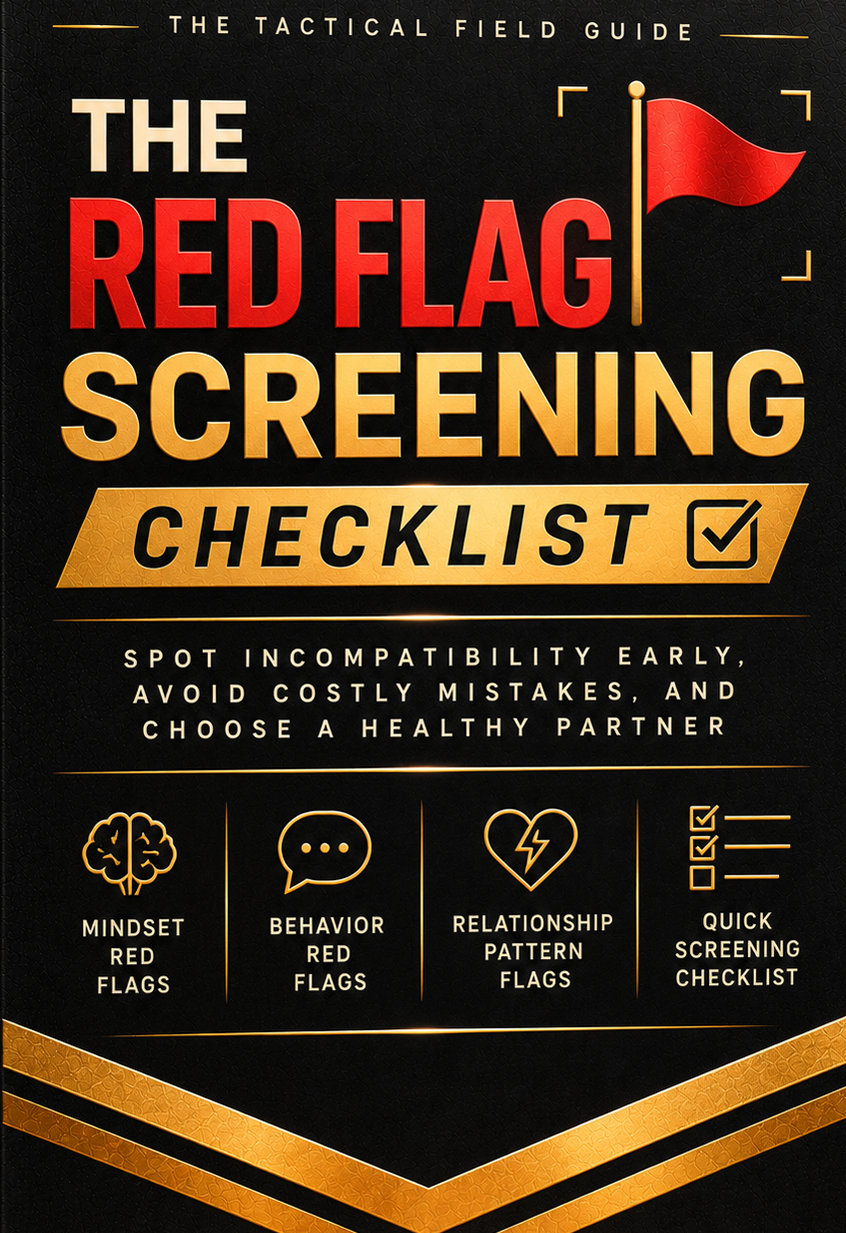 THE TACTICAL FIELD GUIDE
THE
RED FLAG
SCREENING
CHECKLIST
SPOT INCOMPATIBILITY EARLY,
AVOID COSTLY MISTAKES, AND
CHOOSE A HEALTHY PARTNER
MINDSET
RED
FLAGS
BEHAVIOR
RED
FLAGS
RELATIONSHIP
PATTERN
FLAGS
QUICK
SCREENING
CHECKLIST